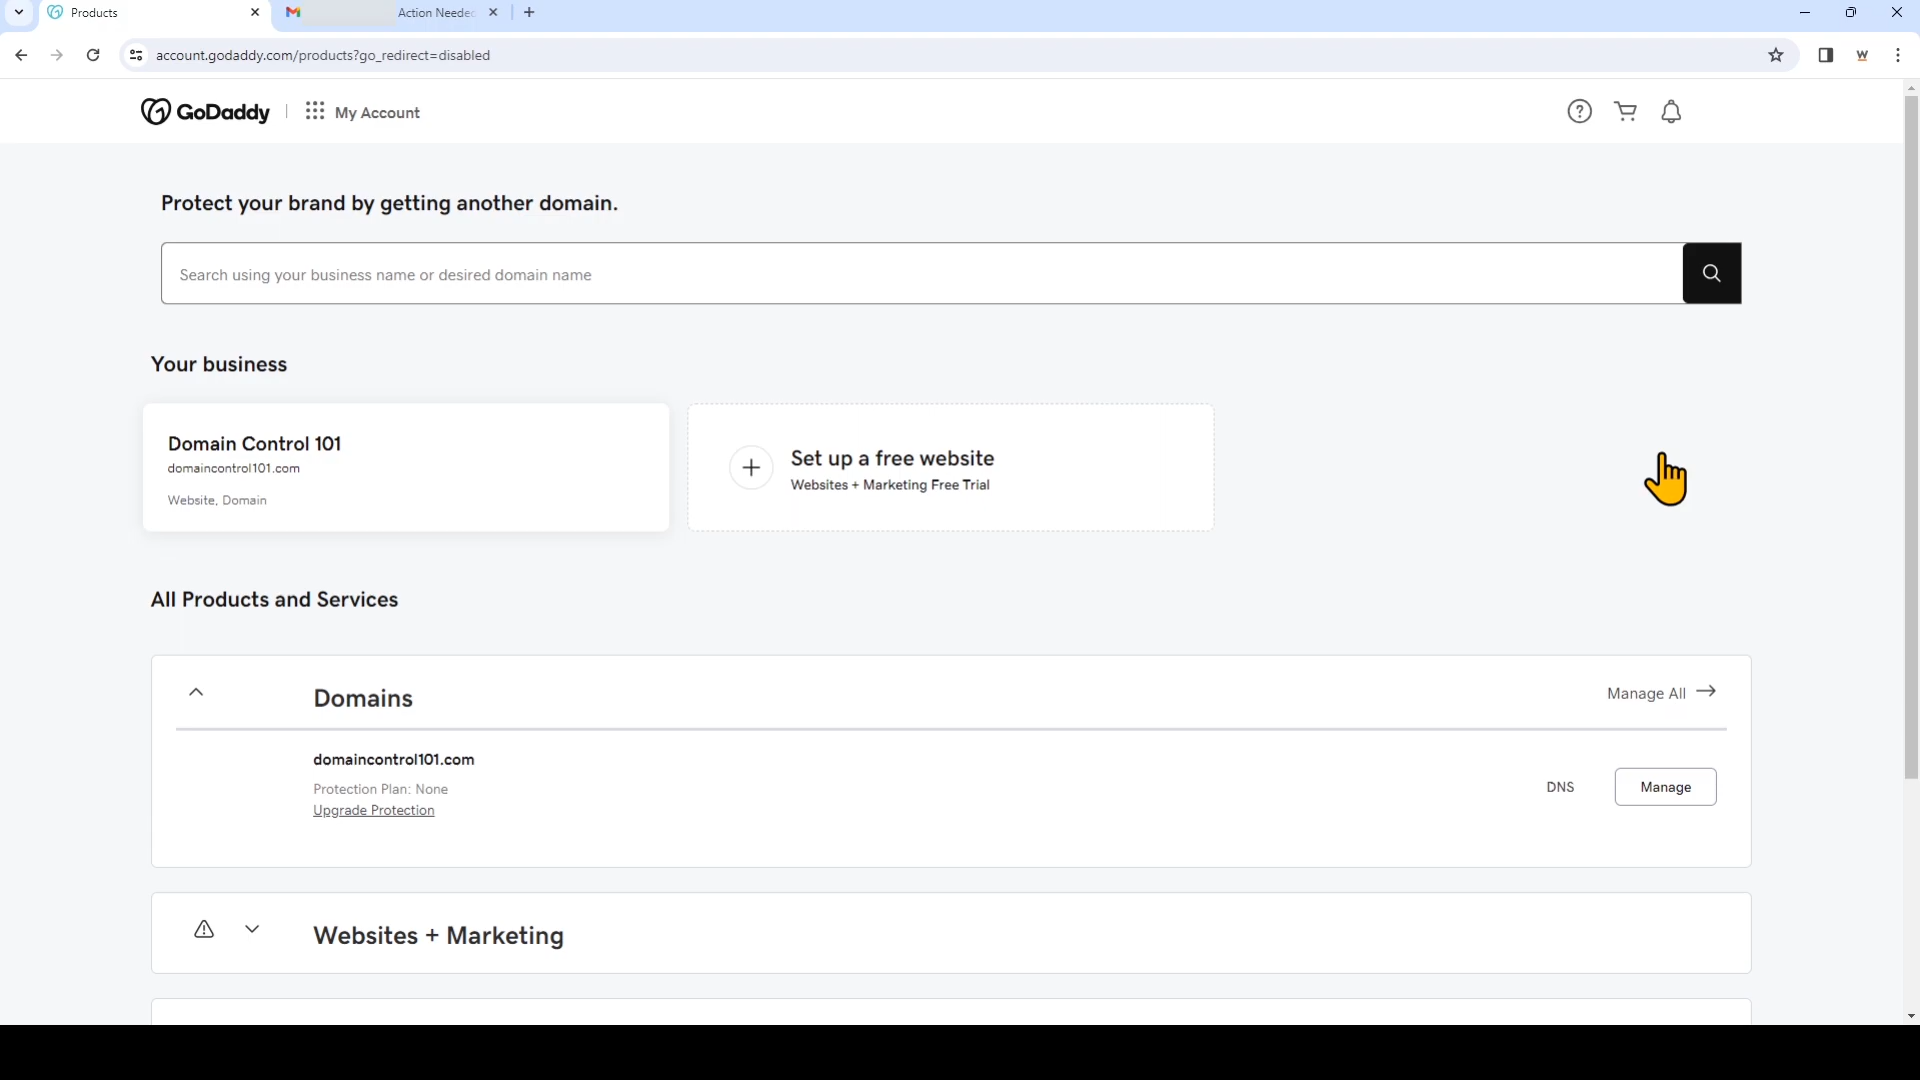 Products
Action Needed
account.godaddy.com/products?go_redirect=disabled
W
GoDaddy
My Account
Protect your brand by getting another domain.
Search using your business name or desired domain name
Your business
Domain Control 101
domaincontrol101.com
Website, Domain
Set up a free website
Websites + Marketing Free Trial
All Products and Services
Domains
Manage All
domaincontrol101.com
Protection Plan: None
Upgrade Protection
DNS
Manage
Websites + Marketing